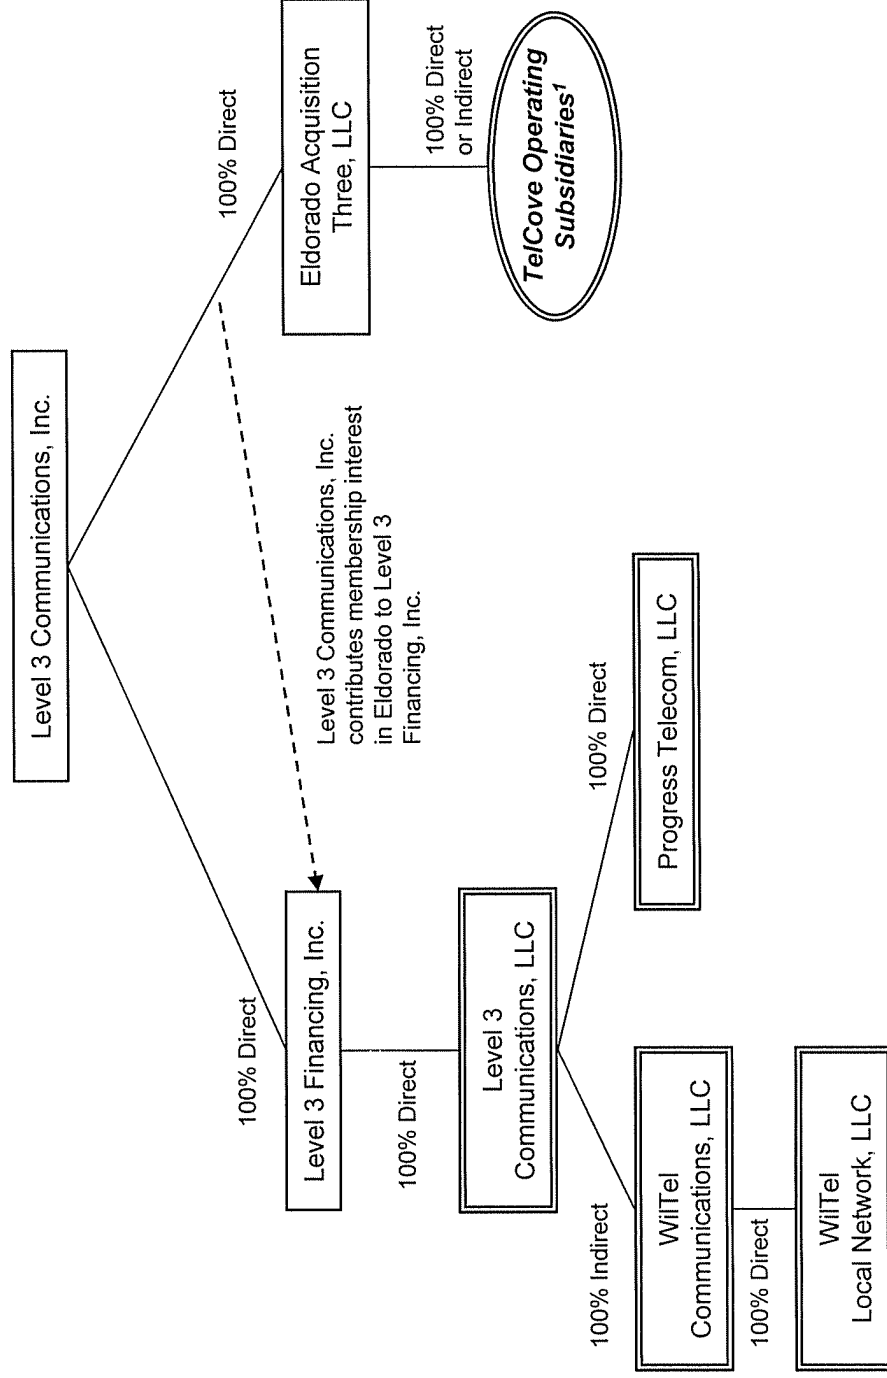 Level 3 Communications, Inc.
100% Direct
100% Direct
Level 3 Financing, Inc.
Eldorado Acquisition
Three, LLC
Level 3 Communications, Inc.
contributes membership interest
in Eldorado to Level 3
Financing, Inc.
100% Direct
100% Direct
or Indirect
Level 3
Communications, LLC
TelCove Operating
Subsidiaries¹
100% Indirect
100% Direct
WilTel
Communications, LLC
Progress Telecom, LLC
100% Direct
WilTel
Local Network, LLC